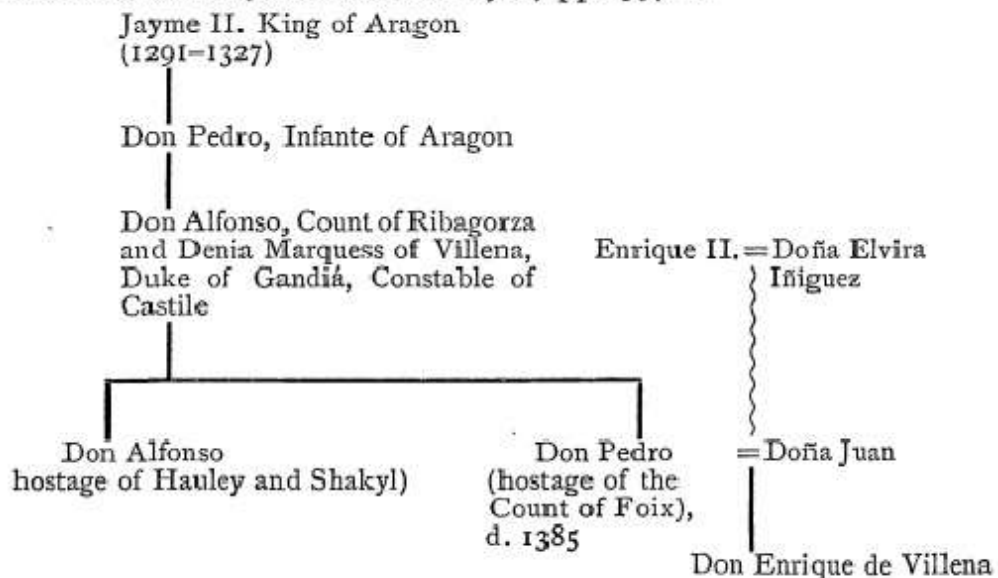 Jayme II. King of Aragon
(1291–1327)
Don Pedro, Infante of Aragon
Don Alfonso, Count of Ribagorza
and Denia Marquess of Villena,
Duke of Gandiá, Constable of
Castile
Enrique II.=Doña Elvira
Iñiguez
Don Alfonso
hostage of Hauley and Shakyl)
Don Pedro
(hostage of the
Count of Foix),
d. 1385
=Doña Juan
Don Enrique de Villena